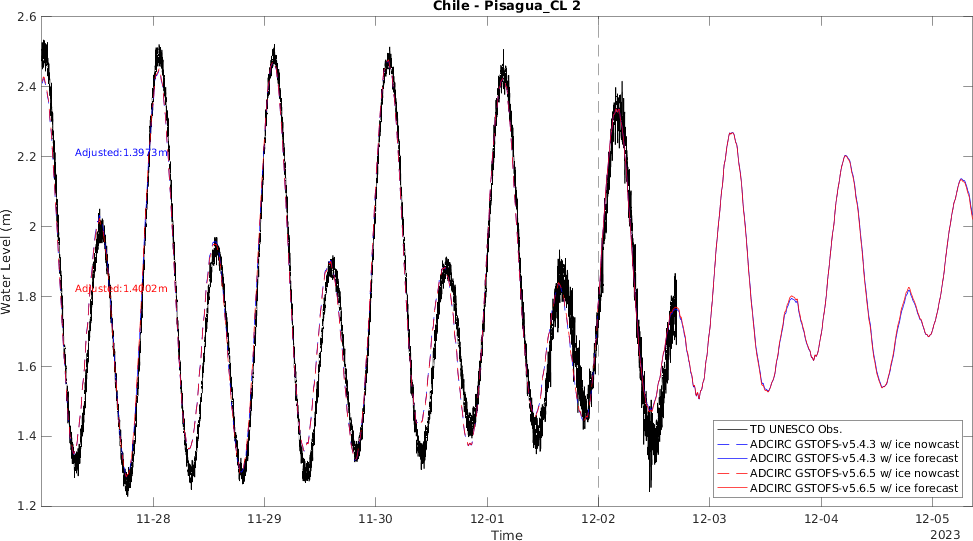 Chile - Pisagua_CL 2
2.6
2.4
2.2
2
1.8
1.6
1.4
1.2
Water Level (m)
Adjusted:1.3973m
Adjusted:1.4002m
TD UNESCO Obs.
ADCIRC GSTOFS-v5.4.3 w/ ice nowcast
ADCIRC GSTOFS-v5.4.3 w/ ice forecast
ADCIRC GSTOFS-v5.6.5 w/ ice nowcast
ADCIRC GSTOFS-v5.6.5 w/ ice forecast
11-28 11-29 11-30 12-01 12-02 12-03 12-04 12-05
Time
2023